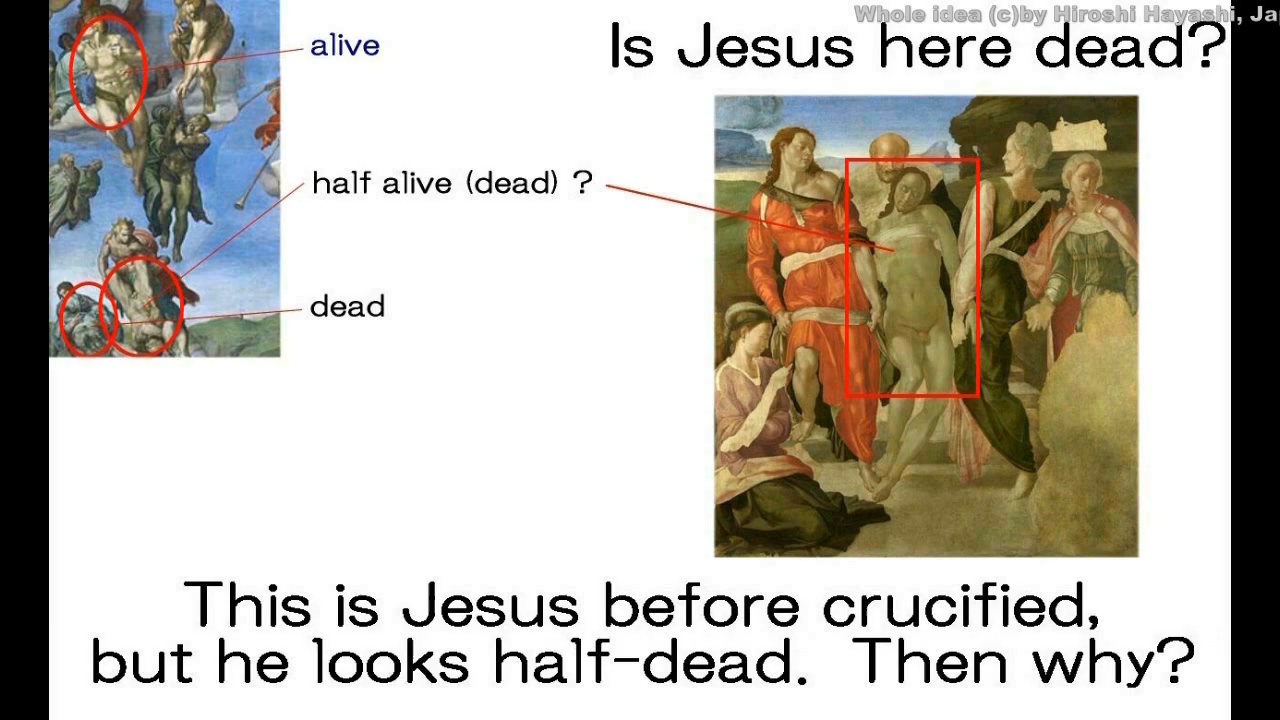 Whole idea (c)by Hiroshi Hayashi, Ja
Is Jesus here dead?
alive
half alive (dead) ?
dead
This is Jesus before crucified,
but he looks half-dead. Then why?